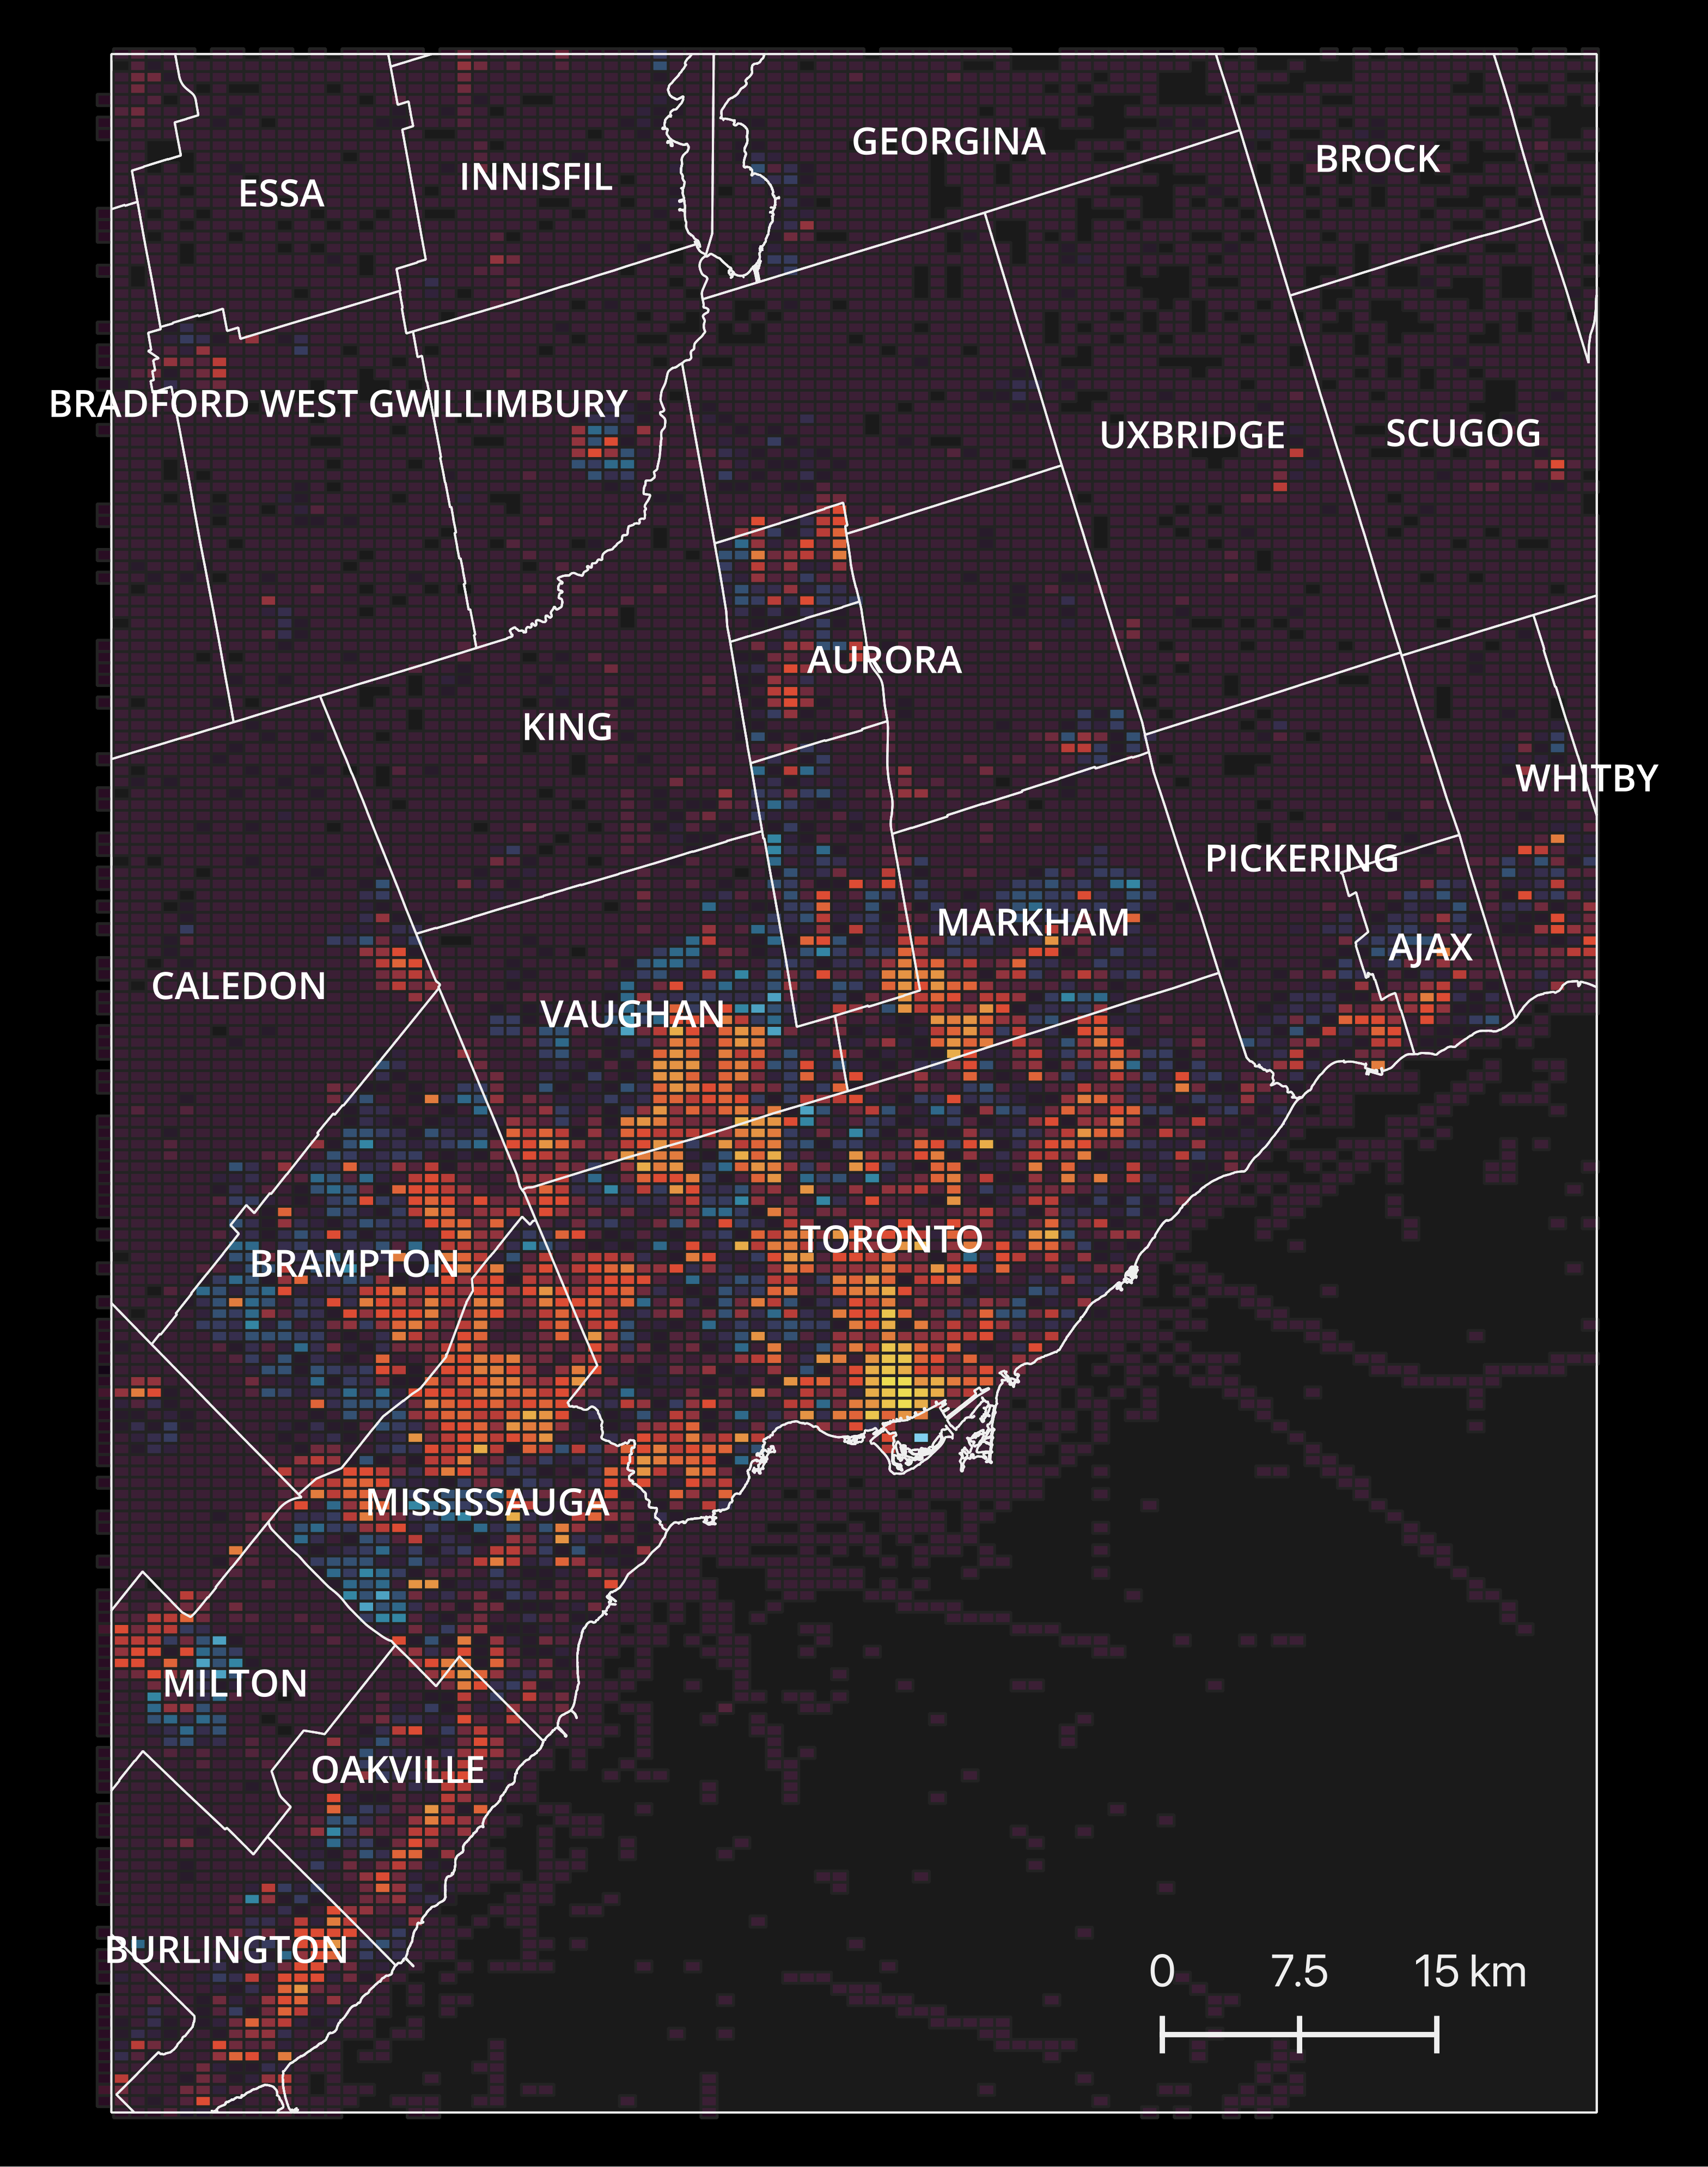 GEORGINA
BROCK
INNISFIL
ESSA
BRADFORD WEST GWILLIMBURY
UXBRIDGE
SCUGOG
AURORA
KING
WHITBY
PICKERING
MARKHAM
AJAX
CALEDON
VAUGHAN
TORONTO
BRAMPTON
MISSISSAUGA
MILTON
OAKVILLE
BURLINGTON
0 7.5 15 km